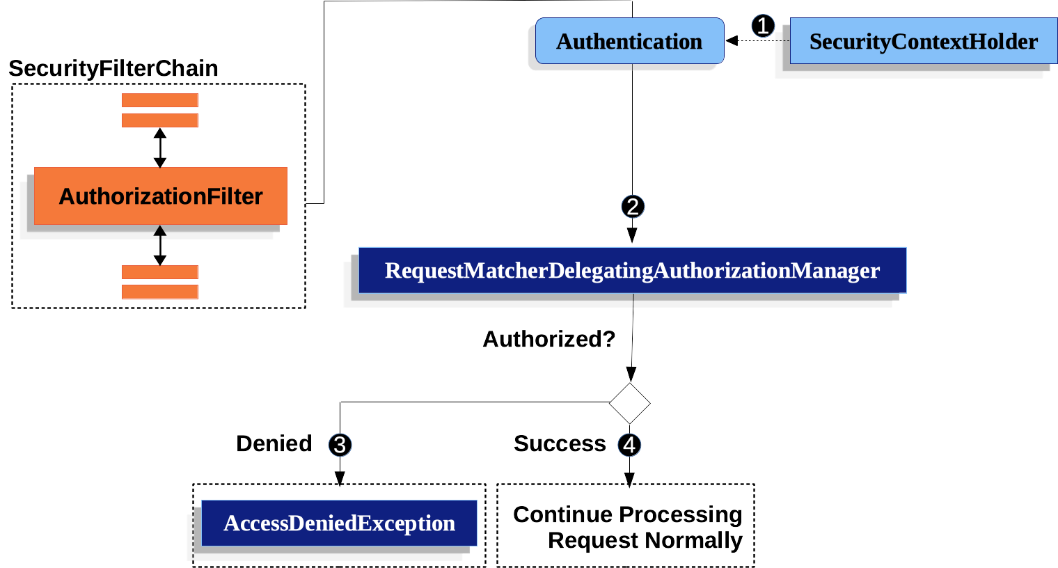 1
Authentication
SecurityContextHolder
SecurityFilterChain
AuthorizationFilter
2
RequestMatcherDelegatingAuthorizationManager
Authorized?
Denied 3
Success 4
AccessDeniedException
Continue Processing
Request Normally